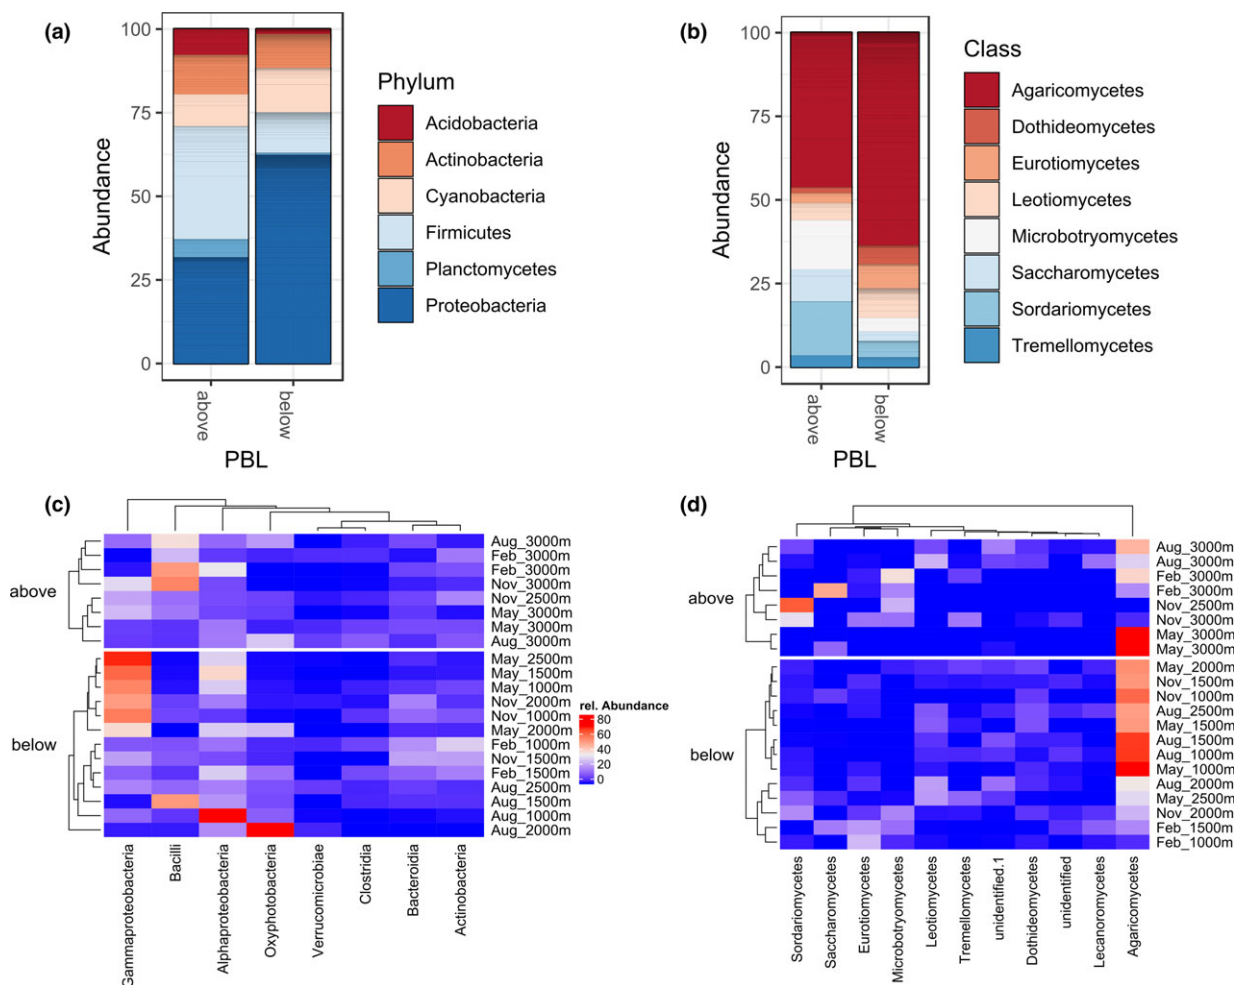 (a)
100
75
50
25
0
Abundance
above
below
PBL
Phylum
Acidobacteria
Actinobacteria
Cyanobacteria
Firmicutes
Planctomycetes
Proteobacteria
(b)
100
75
50
25
0
Abundance
above
below
PBL
Class
Agaricomycetes
Dothideomycetes
Eurotiomycetes
Leotiomycetes
Microbotryomycetes
Saccharomycetes
Sordariomycetes
Tremellomycetes
(c)
above
below
Aug_3000m
Feb_3000m
Feb_3000m
Nov_3000m
Nov_2500m
May_3000m
May_3000m
Aug_3000m
May_2500m
May_1500m
May_1000m
Nov_2000m
Nov_1000m
May_2000m
Feb_1000m
Nov_1500m
Feb_1500m
Aug_2500m
Aug_1500m
Aug_1000m
Aug_2000m
Gammaproteobacteria
Bacilli
Alphaproteobacteria
Oxyphotobacteria
Verrucomicrobiae
Clostridia
Bacteroidia
Actinobacteria
rel. Abundance
80
60
40
20
0
(d)
above
below
Aug_3000m
Aug_3000m
Feb_3000m
Feb_3000m
Nov_2500m
Nov_3000m
May_3000m
May_3000m
May_2000m
Nov_1500m
Nov_1000m
Aug_2500m
May_1500m
Aug_1500m
Aug_1000m
May_1000m
Aug_2000m
May_2500m
Nov_2000m
Feb_1500m
Feb_1000m
Sordariomycetes
Saccharomycetes
Eurotiomycetes
Microbotryomycetes
Leotiomycetes
Tremellomycetes
unidentified.1
Dothideomycetes
unidentified
Lecanoromycetes
Agaricomycetes